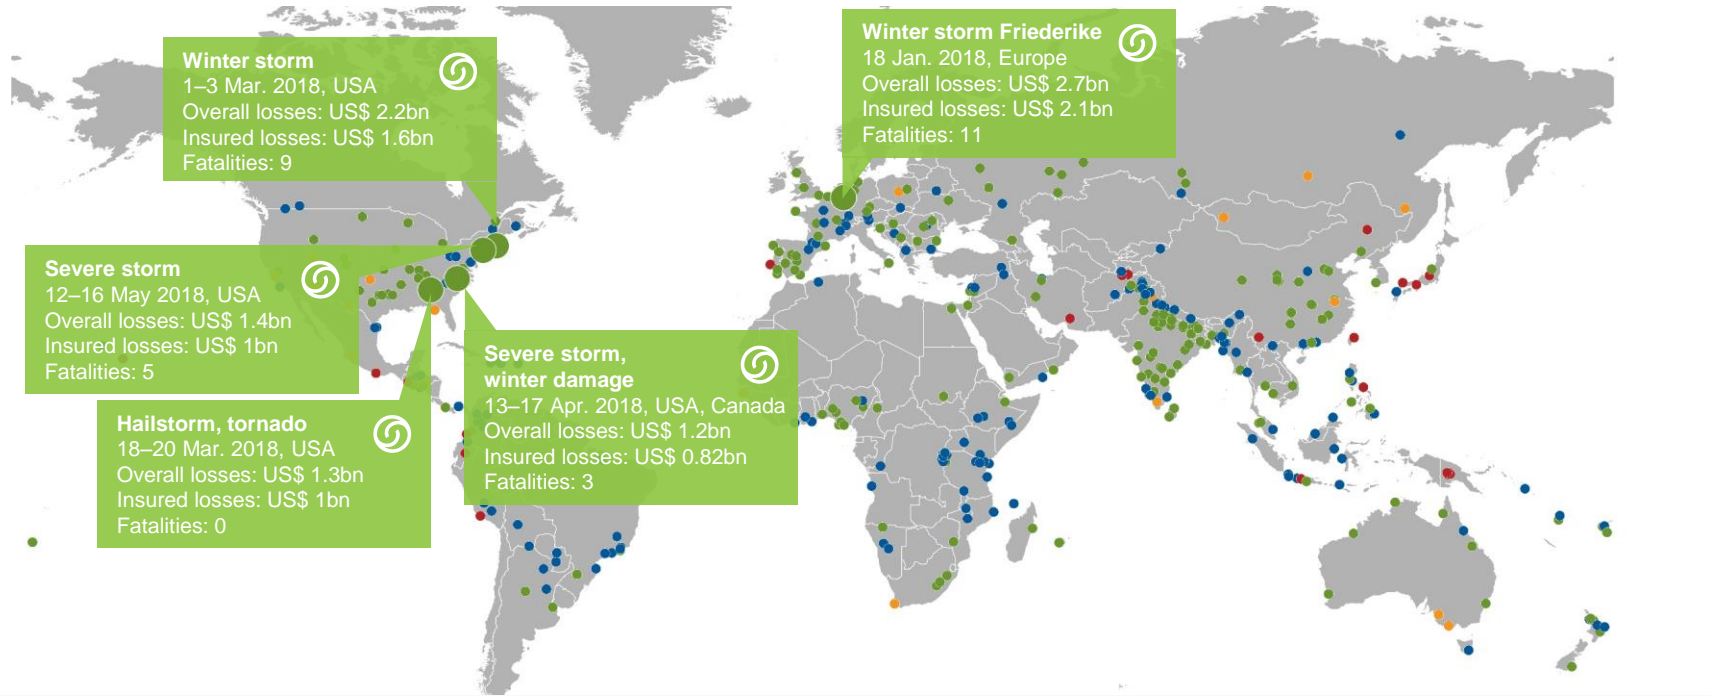 Winter storm
1–3 Mar. 2018, USA
Overall losses: US$ 2.2bn
Insured losses: US$ 1.6bn
Fatalities: 9
Winter storm Friederike
18 Jan. 2018, Europe
Overall losses: US$ 2.7bn
Insured losses: US$ 2.1bn
Fatalities: 11
Severe storm
12–16 May 2018, USA
Overall losses: US$ 1.4bn
Insured losses: US$ 1bn
Fatalities: 5
Severe storm,
winter damage
13–17 Apr. 2018, USA, Canada
Overall losses: US$ 1.2bn
Insured losses: US$ 0.82bn
Fatalities: 3
Hailstorm, tornado
18–20 Mar. 2018, USA
Overall losses: US$ 1.3bn
Insured losses: US$ 1bn
Fatalities: 0